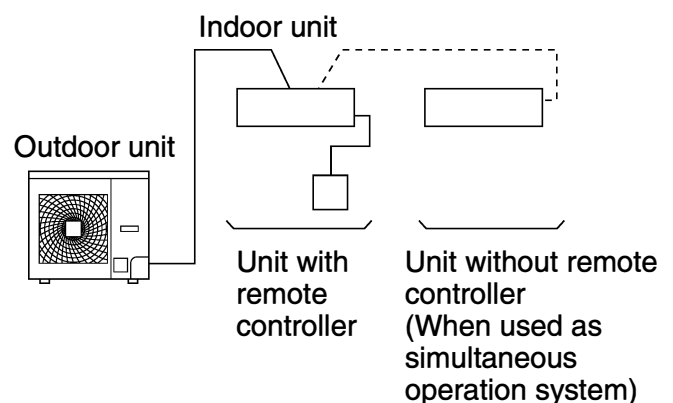 Indoor unit
Outdoor unit
Unit with
remote
controller
Unit without remote
controller
(When used as
simultaneous
operation system)